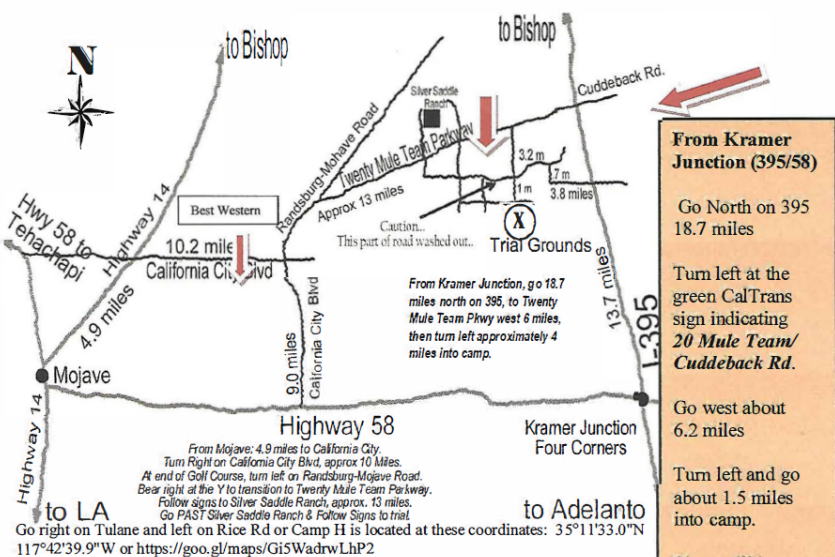 N
to Bishop
to Bishop
Cuddeback Rd.
Silver Saddle
Ranch
Twenty Mule Team Parkway
Randsburg-Mohave Road
Approx 13 miles
3.2 m
.7 m
1 m
3.8 miles
X
Trial Grounds
Caution...
This part of road washed out..
Best Western
Hwy 58 to
Tehachapi
Highway 14
10.2 mile
California City Blvd
4.9 miles
Mojave
9.0 miles
California City Blvd
From Kramer Junction, go 18.7
miles north on 395, to Twenty
Mule Team Pkwy west 6 miles,
then turn left approximately 4
miles into camp.
13.7 miles
I-395
Highway 58
Kramer Junction
Four Corners
Highway 14
to LA
to Adelanto
From Mojave: 4.9 miles to California City.
Turn Right on California City Blvd, approx 10 Miles.
At end of Golf Course, turn left on Randsburg-Mojave Road.
Bear right at the Y to transition to Twenty Mule Team Parkway.
Follow signs to Silver Saddle Ranch, approx. 13 miles.
Go PAST Silver Saddle Ranch & Follow Signs to trial.
Go right on Tulane and left on Rice Rd or Camp H is located at these coordinates: 35°11'33.0"N
117°42'39.9"W or https://goo.gl/maps/Gi5WadrwLhP2
From Kramer
Junction (395/58)
Go North on 395
18.7 miles
Turn left at the
green CalTrans
sign indicating
20 Mule Team/
Cuddeback Rd.
Go west about
6.2 miles
Turn left and go
about 1.5 miles
into camp.